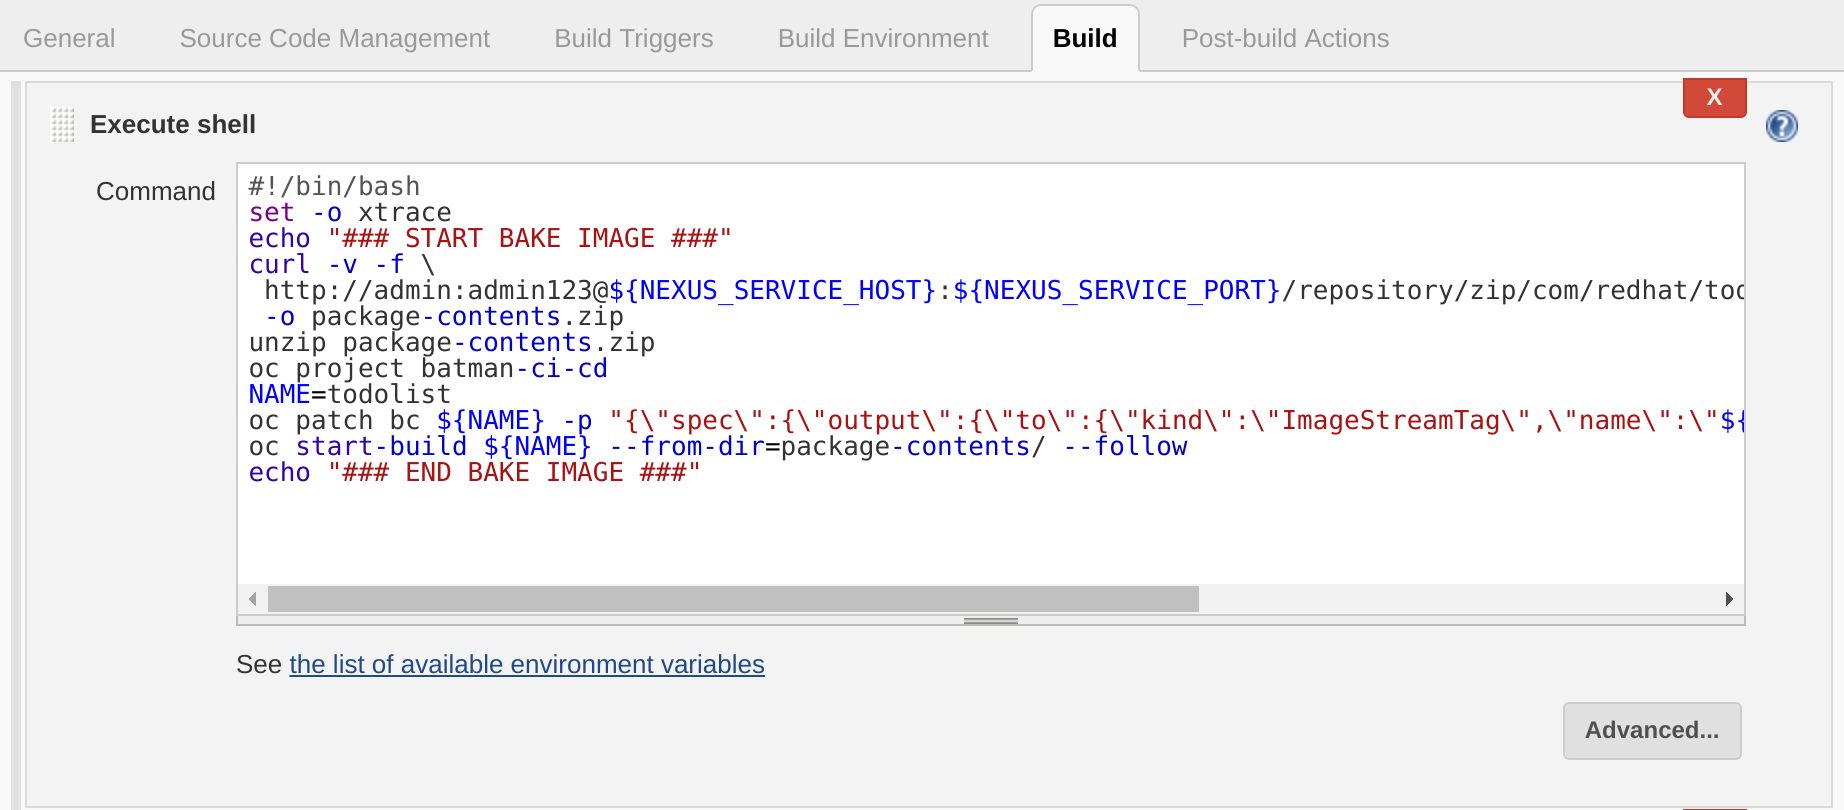 General Source Code Management Build Triggers Build Environment Build Post-build Actions
X
Execute shell
?
Command
#!/bin/bash
set -o xtrace
echo "### START BAKE IMAGE ###"
curl -v -f \
http://admin:admin123@${NEXUS_SERVICE_HOST}:${NEXUS_SERVICE_PORT}/repository/zip/com/redhat/too
-o package-contents.zip
unzip package-contents.zip
oc project batman-ci-cd
NAME=todolist
oc patch bc ${NAME} -p "{\"spec\":{\"output\":{\"to\":{\"kind\":\"ImageStreamTag\",\"name\":\"${
oc start-build ${NAME} --from-dir=package-contents/ --follow
echo "### END BAKE IMAGE ###"
See the list of available environment variables
Advanced...